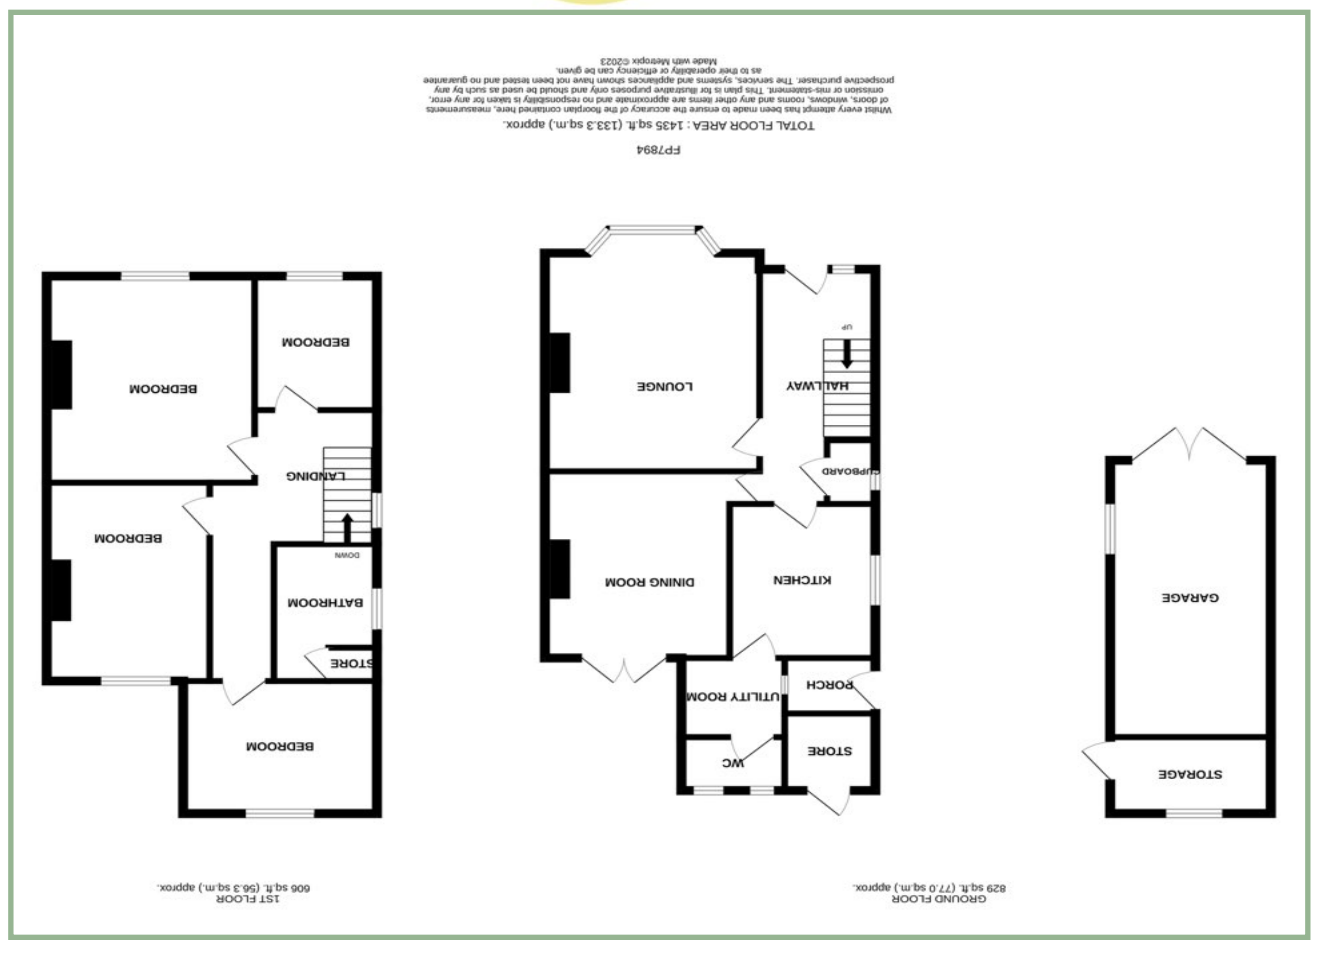 GROUND FLOOR
829 sq.ft. (77.0 sq.m.) approx.
1ST FLOOR
606 sq.ft. (56.3 sq.m.) approx.
STORAGE
GARAGE
WC
STORE
UTILITY ROOM
PORCH
KITCHEN
DINING ROOM
CUPBOARD
HALLWAY
LOUNGE
UP
BEDROOM
STORE
BATHROOM
DOWN
BEDROOM
LANDING
BEDROOM
BEDROOM
FP7894
TOTAL FLOOR AREA : 1435 sq.ft. (133.3 sq.m.) approx.
Whilst every attempt has been made to ensure the accuracy of the floorplan contained here, measurements
of doors, windows, rooms and any other items are approximate and no responsibility is taken for any error,
omission or mis-statement. This plan is for illustrative purposes only and should be used as such by any
prospective purchaser. The services, systems and appliances shown have not been tested and no guarantee
as to their operability or efficiency can be given.
Made with Metropix ©2023